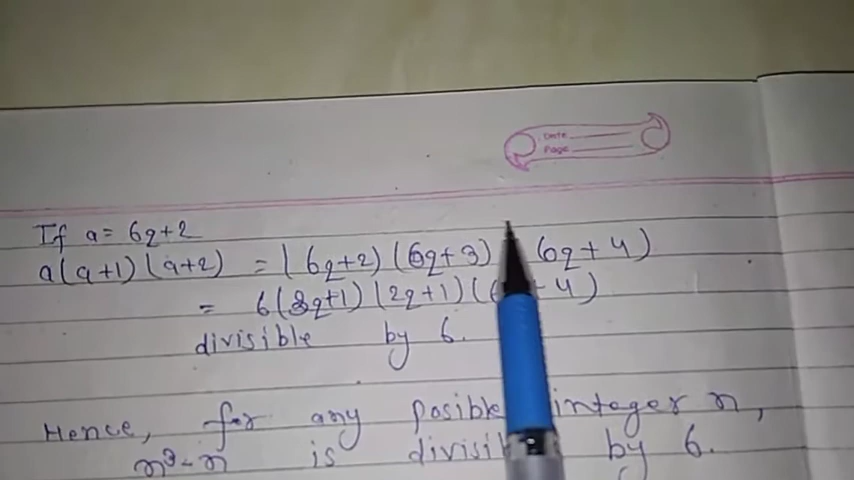 Date
Page
If a = 6q+2
a(a+1)(a+2) = (6q+2)(6q+3) (6q+4)
= 6(3q+1)(2q+1)( -4)
divisible by 6.
Hence, for any posible integer n,
n³-n is by 6.